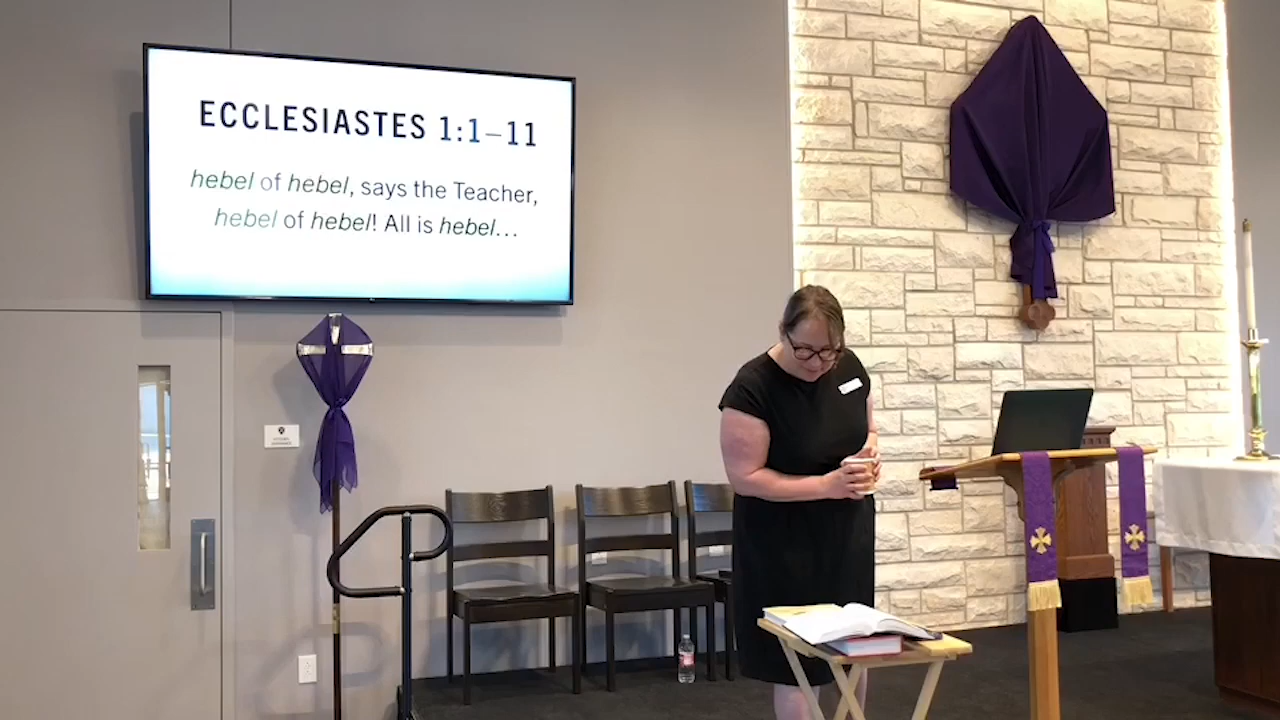 ECCLESIASTES 1:1–11
hebel of hebel, says the Teacher,
hebel of hebel! All is hebel...